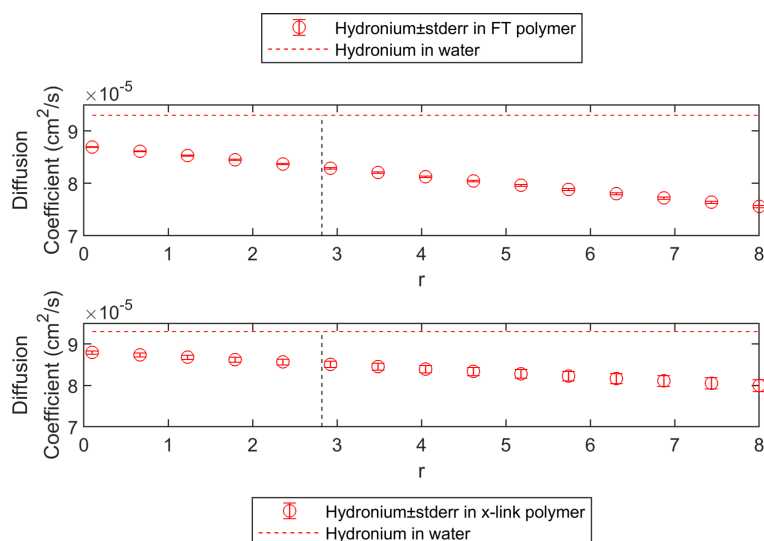 Hydronium±stderr in FT polymer
Hydronium in water
×10⁻⁵
9
8
7
Diffusion
Coefficient (cm²/s)
0 1 2 3 4 5 6 7 8
r
×10⁻⁵
9
8
7
Diffusion
Coefficient (cm²/s)
0 1 2 3 4 5 6 7 8
r
Hydronium±stderr in x-link polymer
Hydronium in water